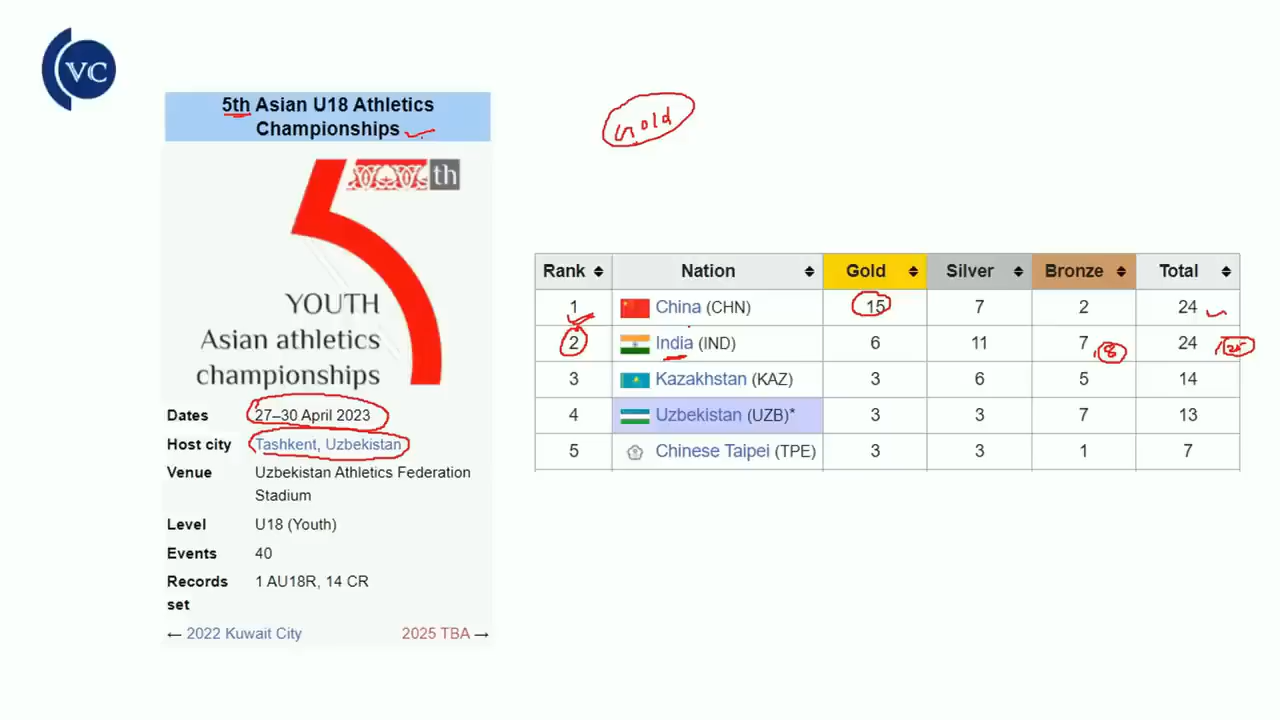 VC
5th Asian U18 Athletics
Championships
Gold
th
YOUTH
Asian athletics
championships
Dates 27–30 April 2023
Host city Tashkent, Uzbekistan
Venue Uzbekistan Athletics Federation
Stadium
Level U18 (Youth)
Events 40
Records 1 AU18R, 14 CR
set
← 2022 Kuwait City 2025 TBA →
Rank Nation Gold Silver Bronze Total
1 China (CHN) 15 7 2 24
2 India (IND) 6 11 7 8 24 25
3 Kazakhstan (KAZ) 3 6 5 14
4 Uzbekistan (UZB)* 3 3 7 13
5 Chinese Taipei (TPE) 3 3 1 7